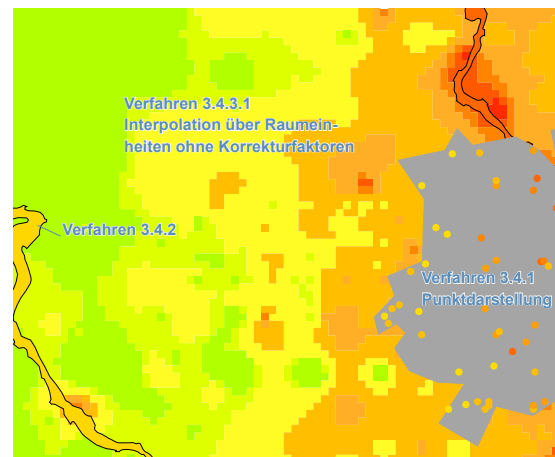 Verfahren 3.4.3.1
Interpolation über Raumein-
heiten ohne Korrekturfaktoren
Verfahren 3.4.2
Verfahren 3.4.1
Punktdarstellung